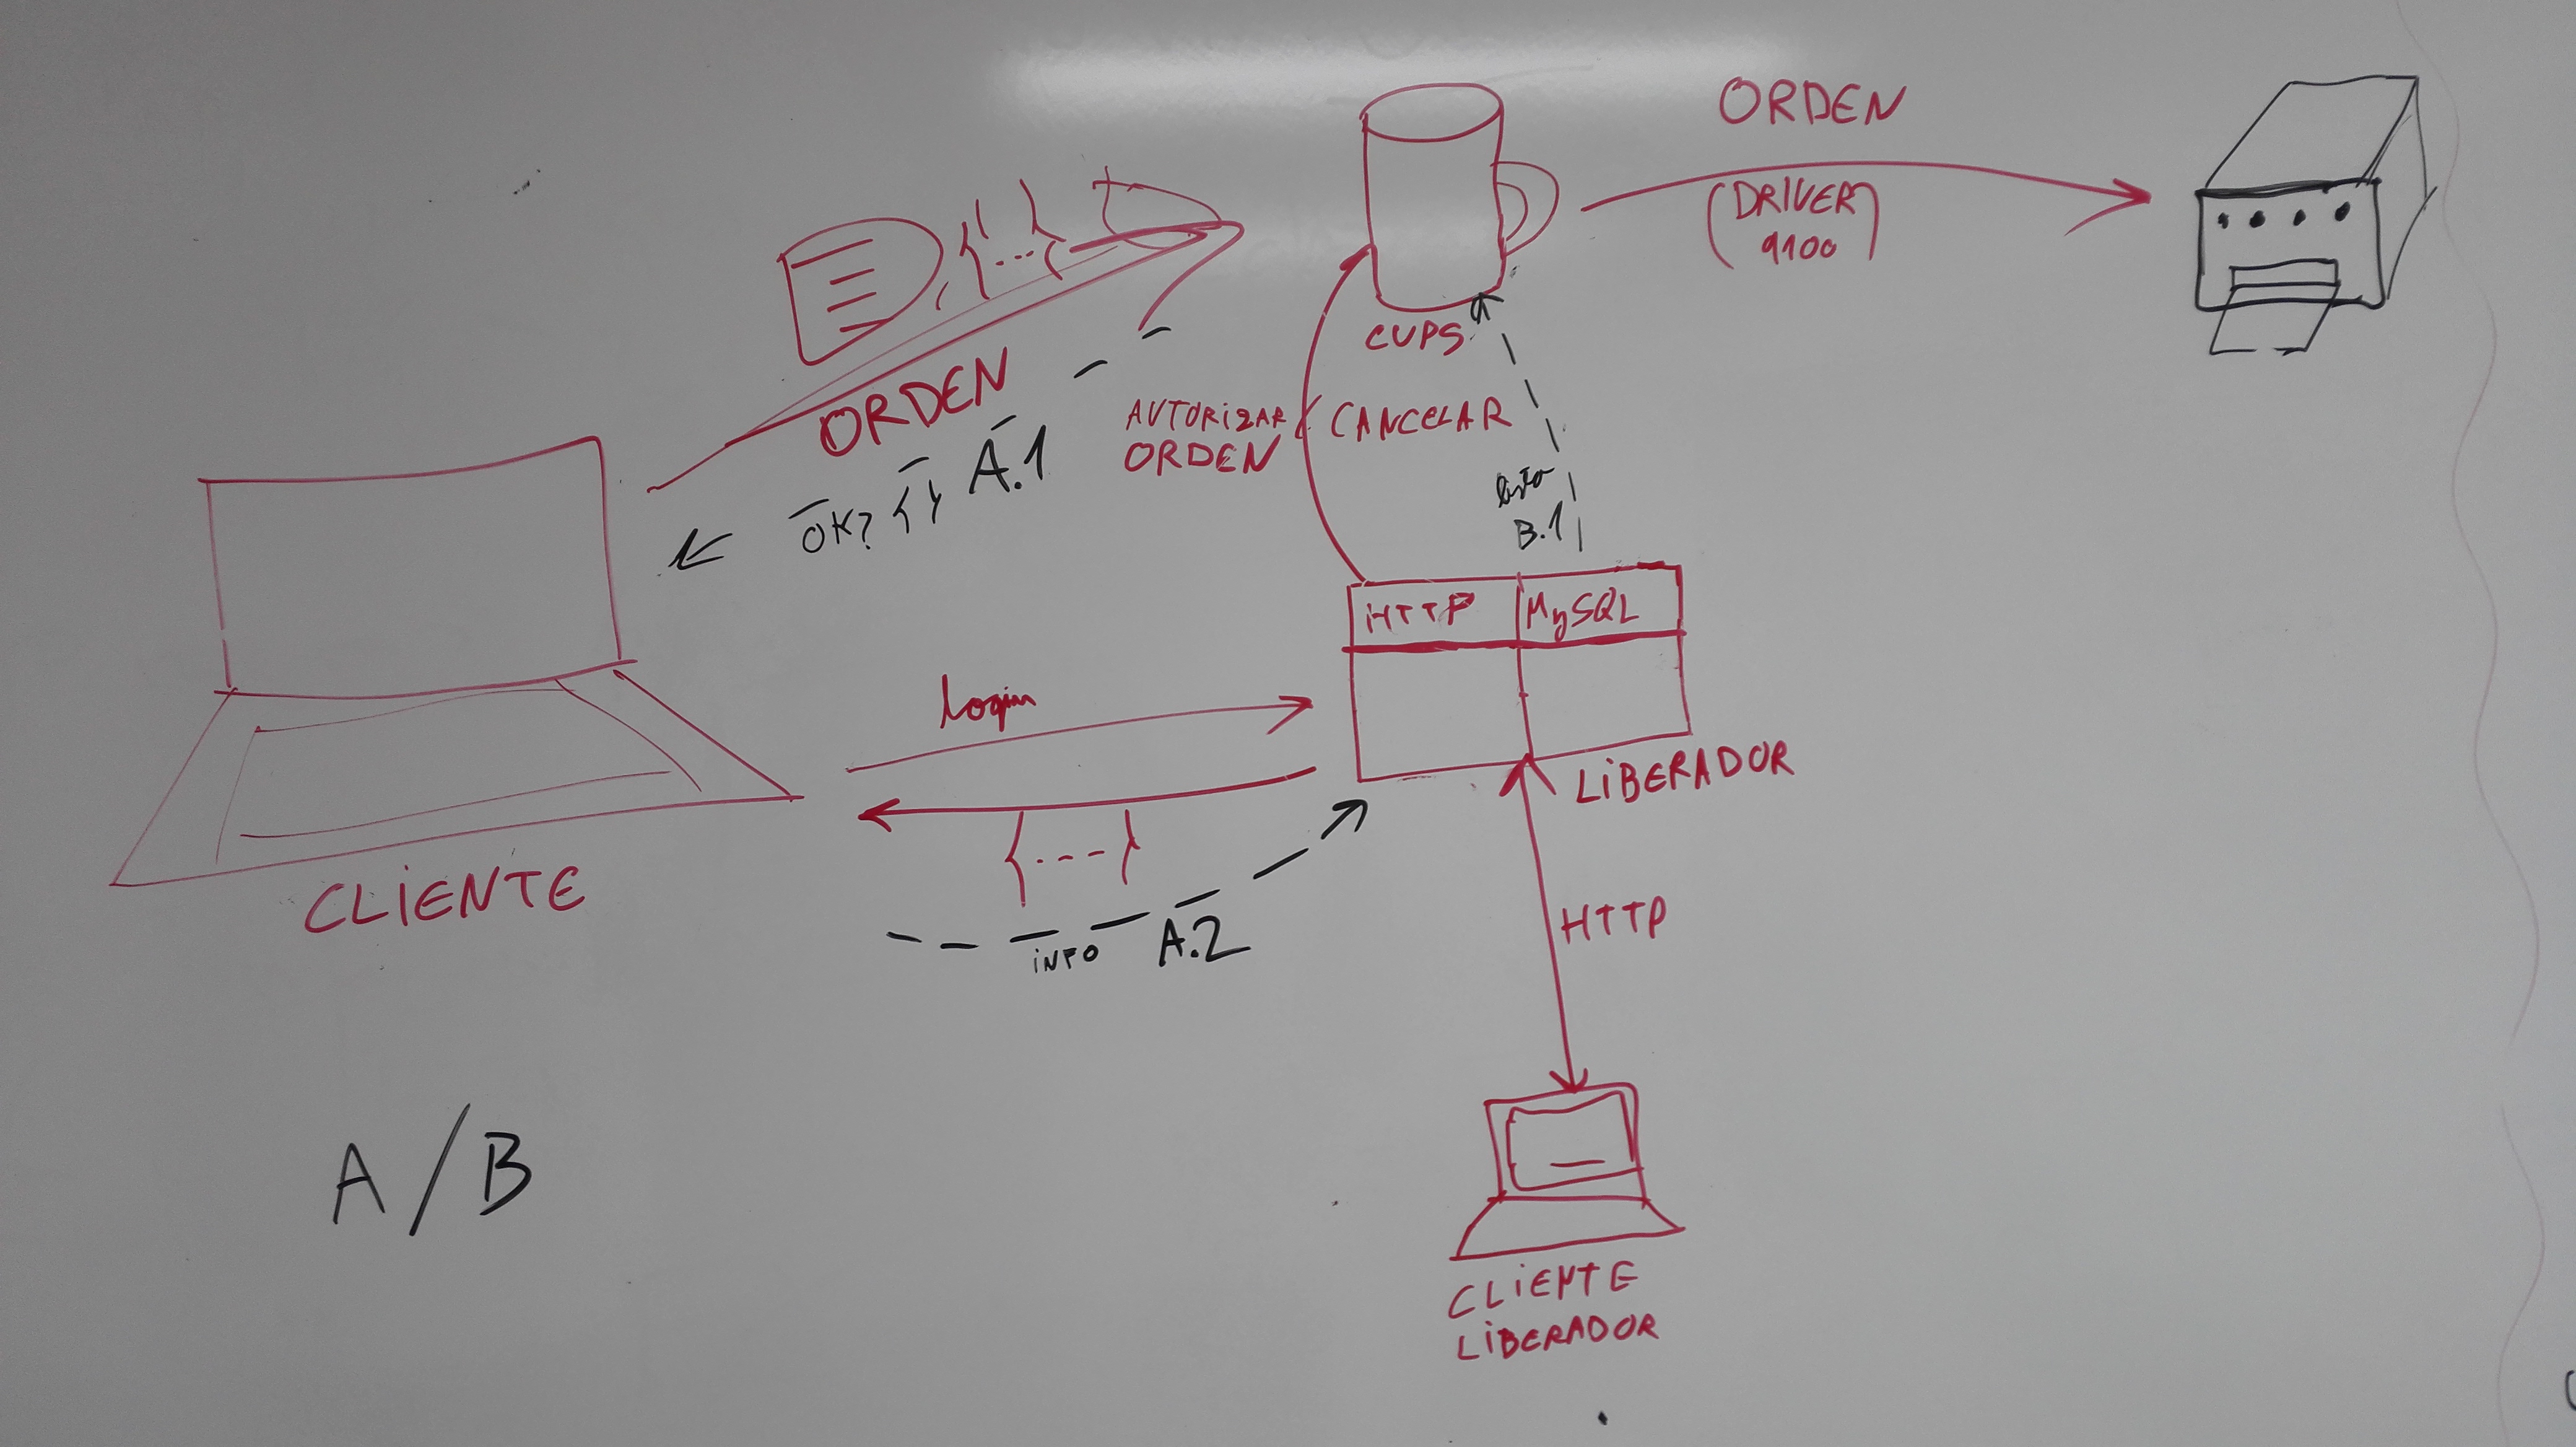 ORDEN
(DRIVER)
9100
{...}
CUPS
ORDEN
A.1
OK? {}
AUTORIZAR / CANCELAR
ORDEN
B.1
HTTP | MySQL
LIBERADOR
Login
{----}
INFO A.2
CLIENTE
HTTP
A/B
CLIENTE
LIBERADOR